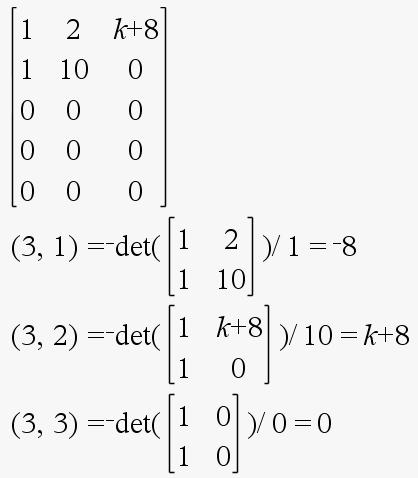 1 2 k+8
1 10 0
0 0 0
0 0 0
0 0 0
(3, 1) =-det([1 2
1 10])/ 1 = -8
(3, 2) =-det([1 k+8
1 0])/ 10 = k+8
(3, 3) =-det([1 0
1 0])/ 0 = 0